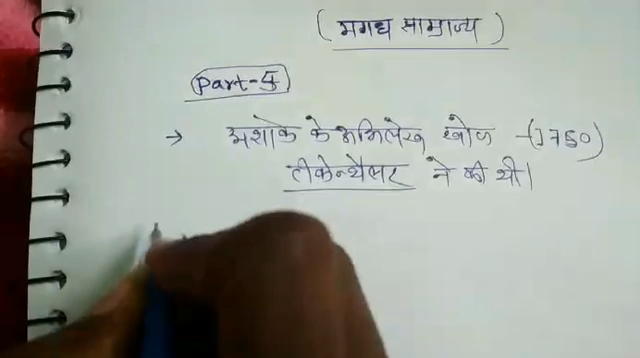 ( मगध साम्राज्य )
Part-5
→ अशोक के अभिलेख खोज -(1750)
टीफेन्थैलर ने की थी।